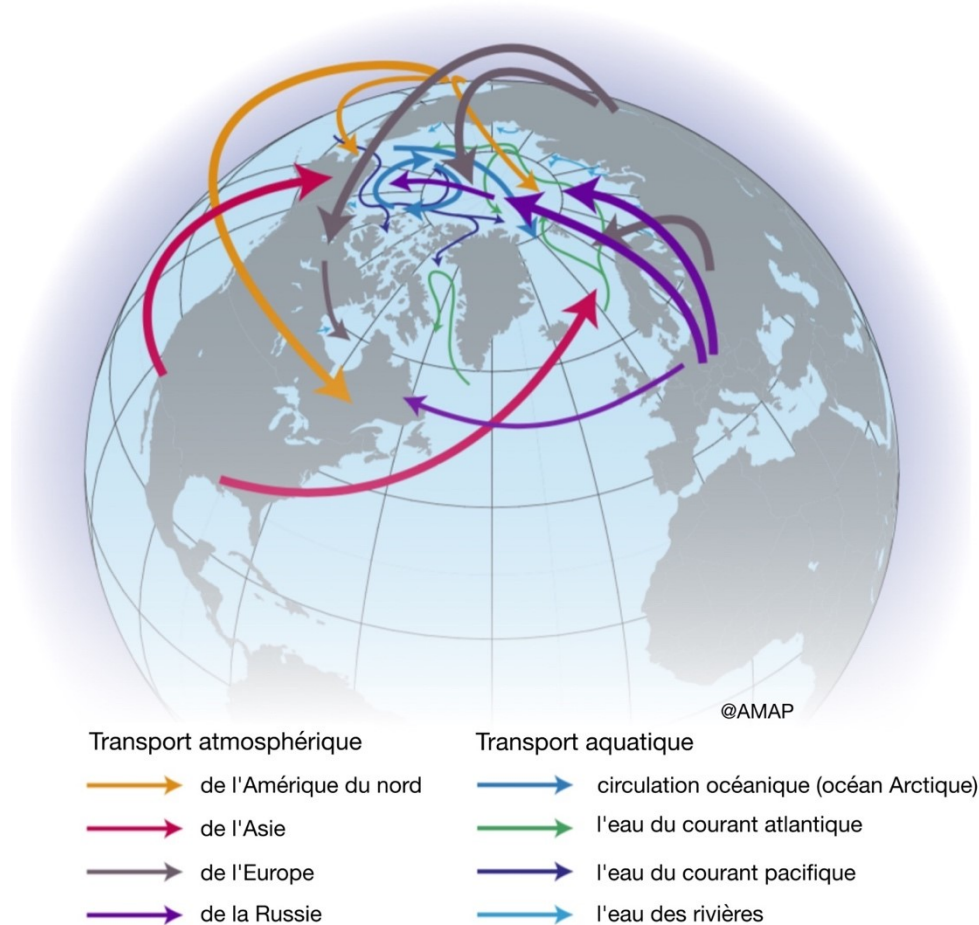 @AMAP
Transport atmosphérique
de l'Amérique du nord
de l'Asie
de l'Europe
de la Russie
Transport aquatique
circulation océanique (océan Arctique)
l'eau du courant atlantique
l'eau du courant pacifique
l'eau des rivières